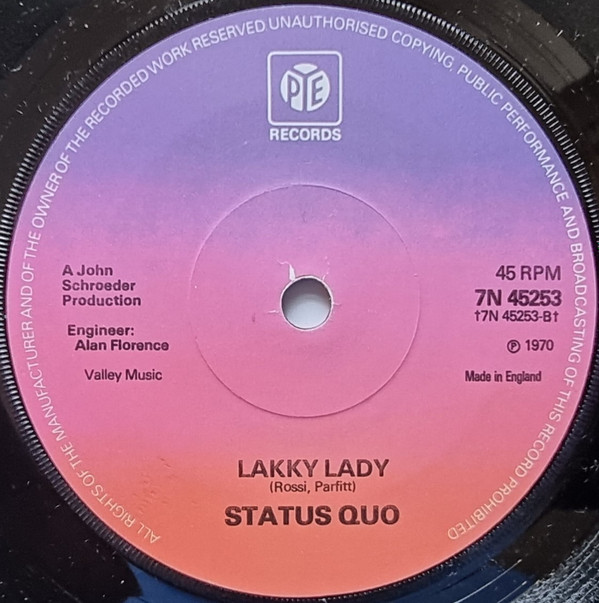 ALL RIGHTS OF THE MANUFACTURER AND OF THE OWNER OF THE RECORDED WORK RESERVED UNAUTHORISED COPYING, PUBLIC PERFORMANCE AND BROADCASTING OF THIS RECORD PROHIBITED
PYE
RECORDS
A John
Schroeder
Production
Engineer:
Alan Florence
Valley Music
45 RPM
7N 45253
†7N 45253-B†
℗ 1970
Made in England
LAKKY LADY
(Rossi, Parfitt)
STATUS QUO